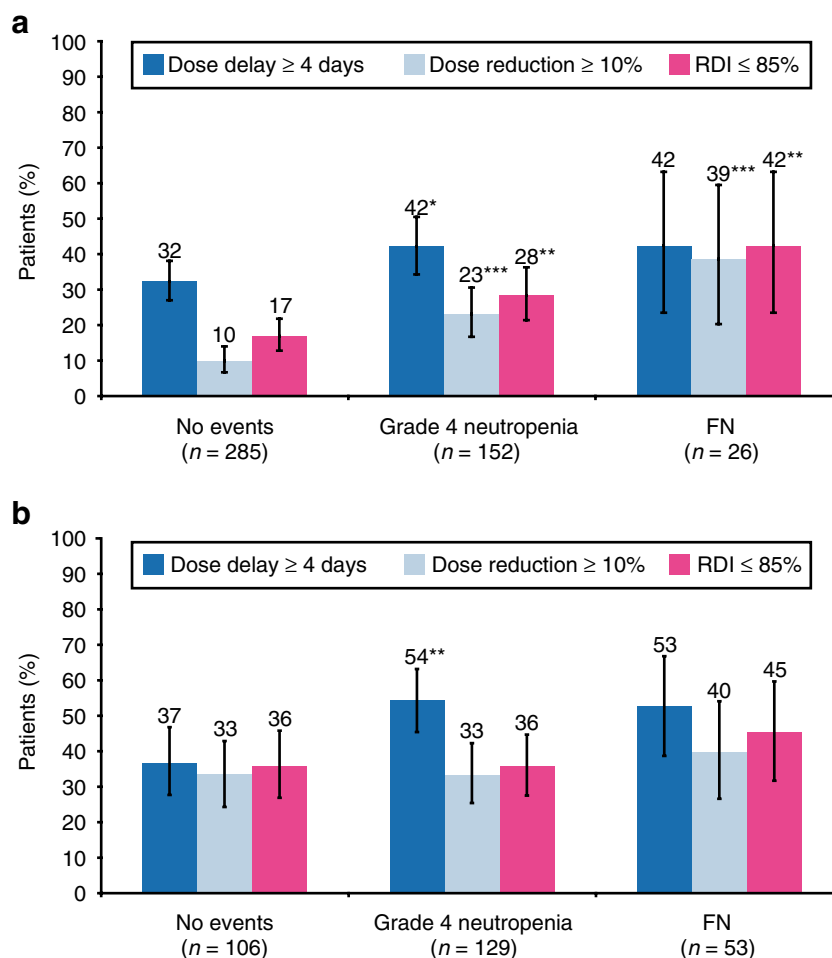 a
100
90
80
70
60
50
40
30
20
10
0
Patients (%)
Dose delay ≥ 4 days Dose reduction ≥ 10% RDI ≤ 85%
32 10 17
42* 23*** 28**
42 39*** 42**
No events Grade 4 neutropenia FN
(n = 285) (n = 152) (n = 26)
b
100
90
80
70
60
50
40
30
20
10
0
Patients (%)
Dose delay ≥ 4 days Dose reduction ≥ 10% RDI ≤ 85%
37 33 36
54** 33 36
53 40 45
No events Grade 4 neutropenia FN
(n = 106) (n = 129) (n = 53)